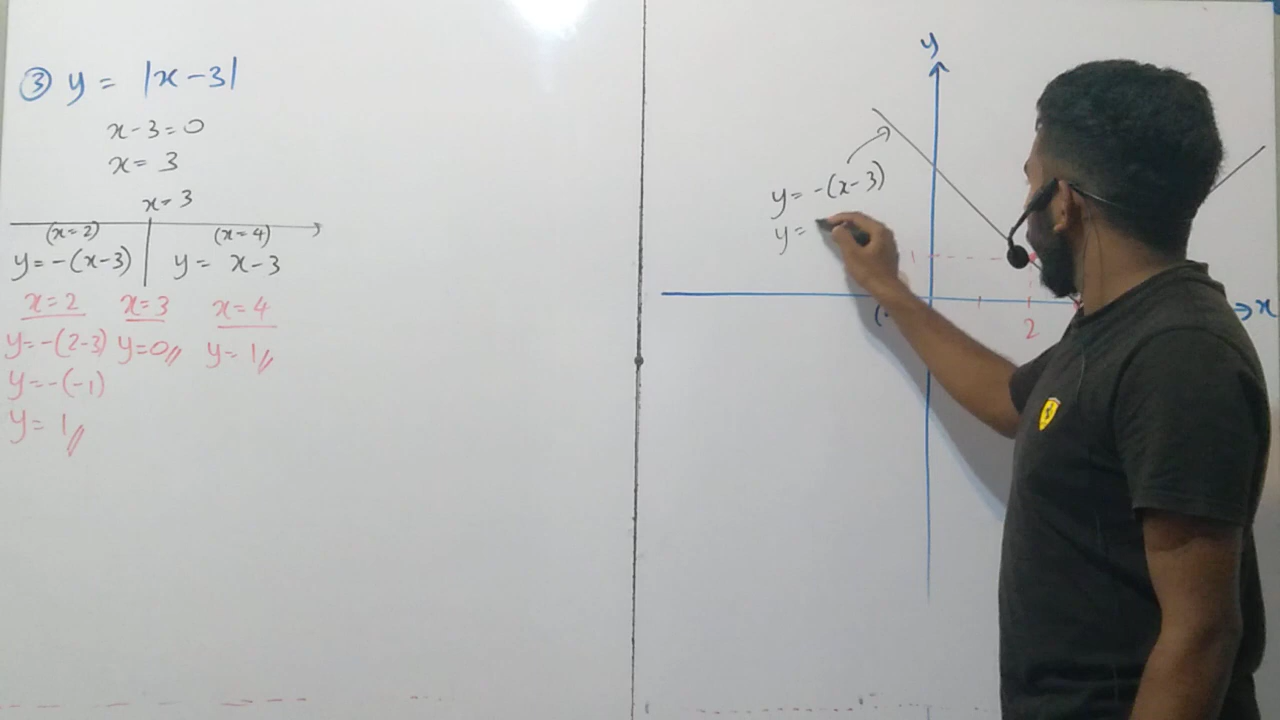 ③ y = |x-3|
x-3=0
x= 3
x=3
(x=2) (x=4)
y=-(x-3) y= x-3
x=2 x=3 x=4
y=-(2-3) y=0// y= 1//
y=-(-1)
y= 1//
y
y= -(x-3)
y=
x
2